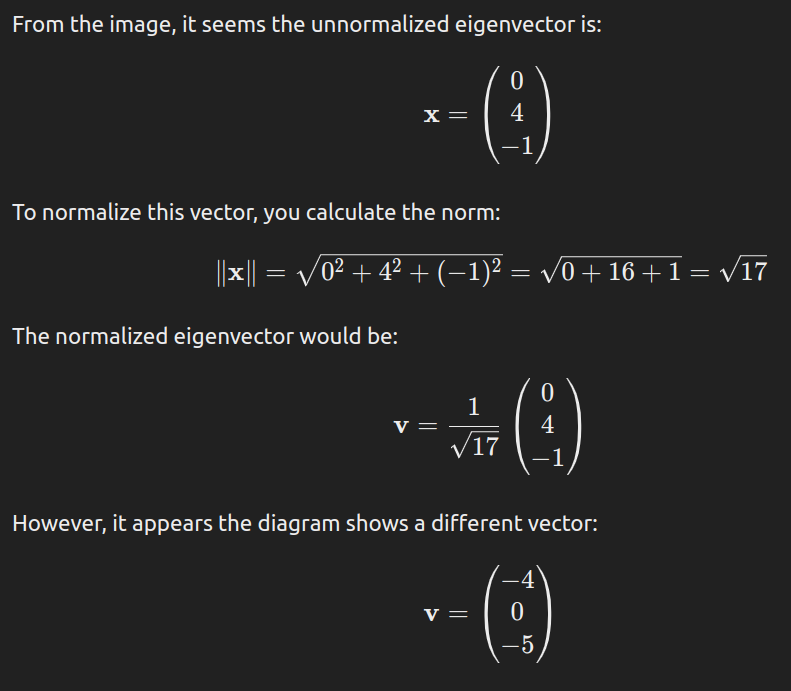 From the image, it seems the unnormalized eigenvector is:
x = (0
4
−1)
To normalize this vector, you calculate the norm:
||x|| = √(0² + 4² + (−1)²) = √(0 + 16 + 1) = √17
The normalized eigenvector would be:
v = 1/√17 (0
4
−1)
However, it appears the diagram shows a different vector:
v = (−4
0
−5)